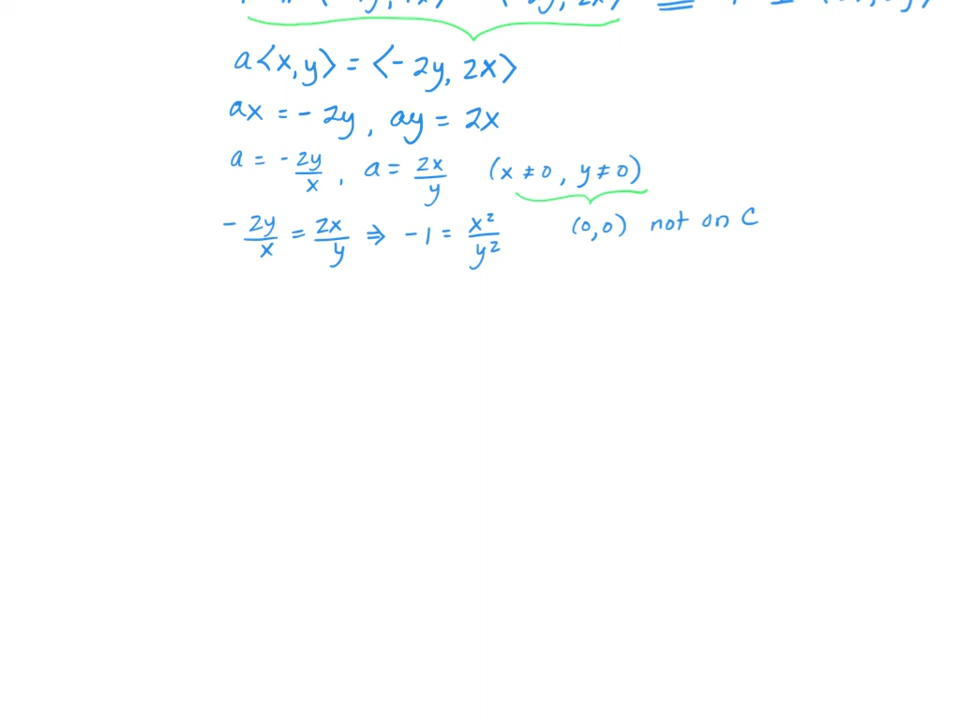 a⟨x,y⟩ = ⟨-2y, 2x⟩
ax = -2y, ay = 2x
a = -2y/x, a = 2x/y (x ≠ 0, y ≠ 0)
-2y/x = 2x/y ⇒ -1 = x²/y² (0,0) not on C